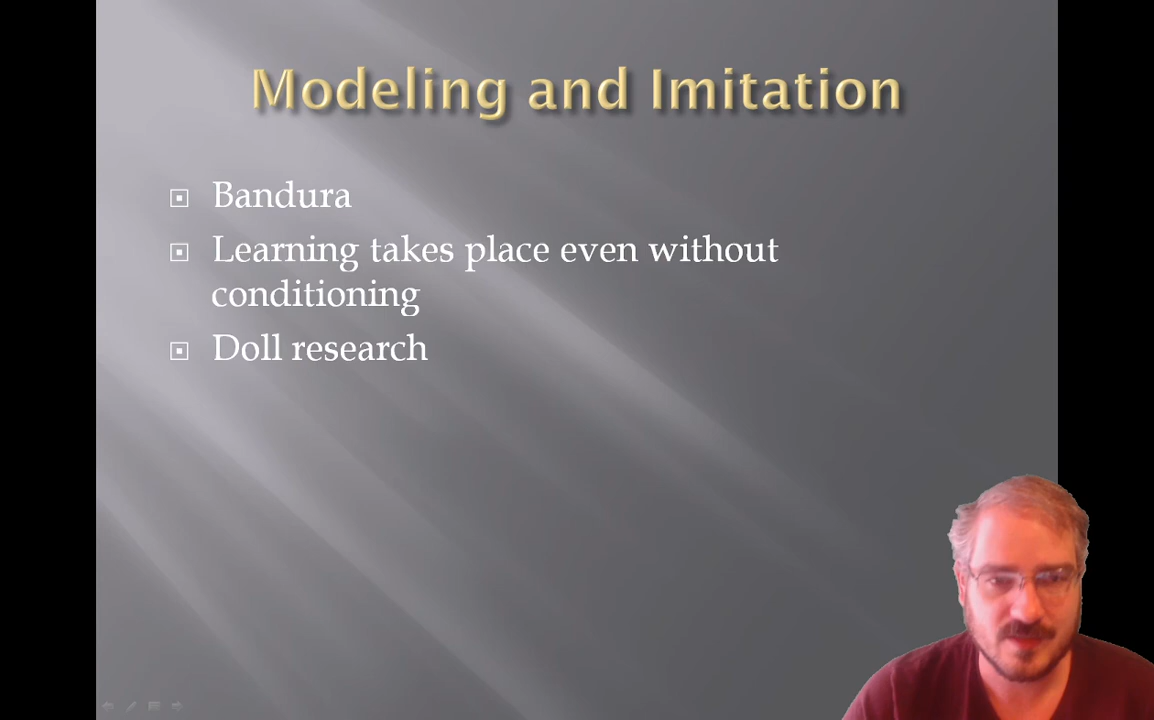 Modeling and Imitation
Bandura
Learning takes place even without
conditioning
Doll research